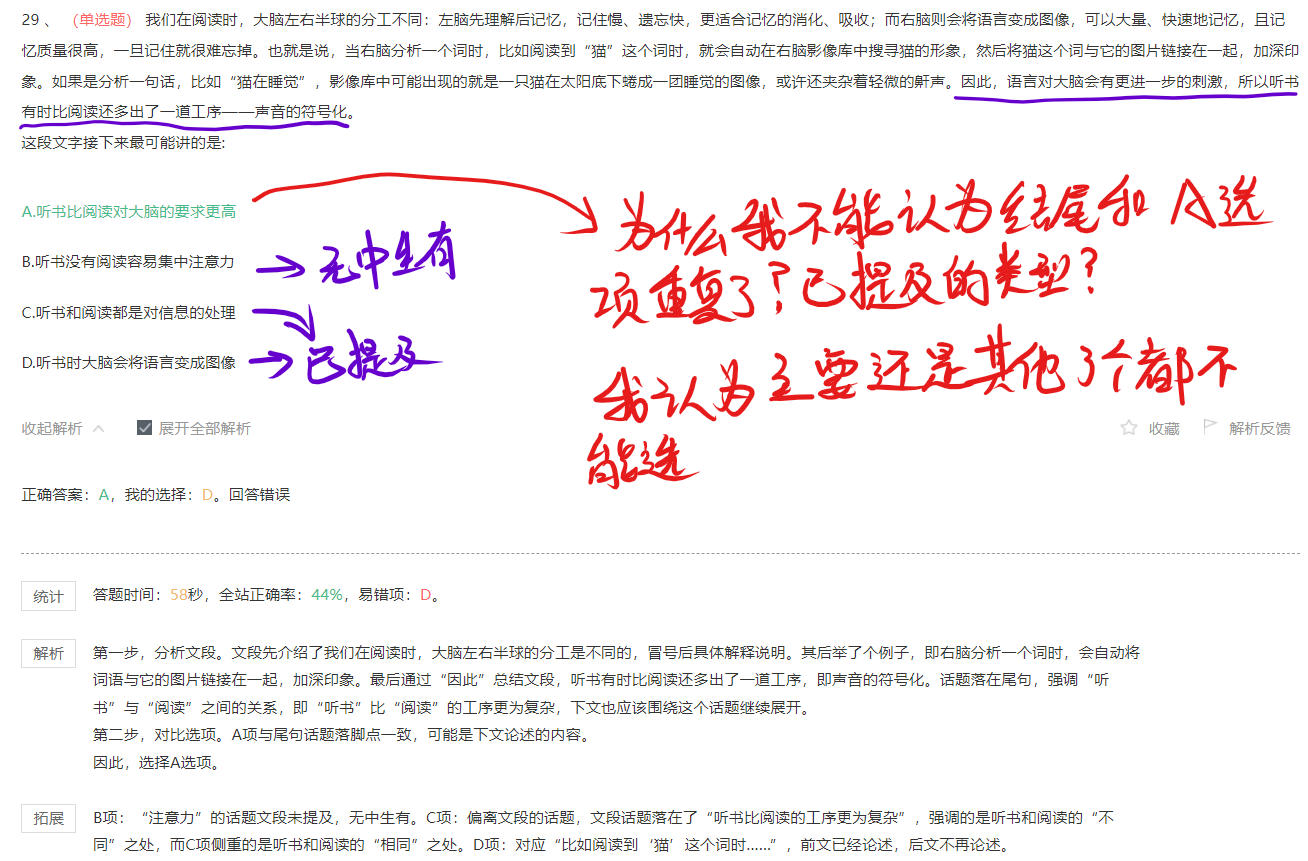 29 、 （单选题） 我们在阅读时，大脑左右半球的分工不同：左脑先理解后记忆，记住慢、遗忘快，更适合记忆的消化、吸收；而右脑则会将语言变成图像，可以大量、快速地记忆，且记
忆质量很高，一旦记住就很难忘掉。也就是说，当右脑分析一个词时，比如阅读到“猫”这个词时，就会自动在右脑影像库中搜寻猫的形象，然后将猫这个词与它的图片链接在一起，加深印
象。如果是分析一句话，比如“猫在睡觉”，影像库中可能出现的就是一只猫在太阳底下蜷成一团睡觉的图像，或许还夹杂着轻微的鼾声。因此，语言对大脑会有更进一步的刺激，所以听书
有时比阅读还多出了一道工序——声音的符号化。
这段文字接下来最可能讲的是:
A.听书比阅读对大脑的要求更高
B.听书没有阅读容易集中注意力
C.听书和阅读都是对信息的处理
D.听书时大脑会将语言变成图像
无中生有
已提及
为什么我不能认为结尾和 A选
项重复了？已提及的类型？
我认为主要还是其他3个都不
能选
收起解析 展开全部解析 收藏 解析反馈
正确答案：A，我的选择：D。回答错误
统计 答题时间：58秒，全站正确率：44%，易错项：D。
解析 第一步，分析文段。文段先介绍了我们在阅读时，大脑左右半球的分工是不同的，冒号后具体解释说明。其后举了个例子，即右脑分析一个词时，会自动将
词语与它的图片链接在一起，加深印象。最后通过“因此”总结文段，听书有时比阅读还多出了一道工序，即声音的符号化。话题落在尾句，强调“听
书”与“阅读”之间的关系，即“听书”比“阅读”的工序更为复杂，下文也应该围绕这个话题继续展开。
第二步，对比选项。A项与尾句话题落脚点一致，可能是下文论述的内容。
因此，选择A选项。
拓展 B项：“注意力”的话题文段未提及，无中生有。C项：偏离文段的话题，文段话题落在了“听书比阅读的工序更为复杂”，强调的是听书和阅读的“不
同”之处，而C项侧重的是听书和阅读的“相同”之处。D项：对应“比如阅读到‘猫’这个词时……”，前文已经论述，后文不再论述。